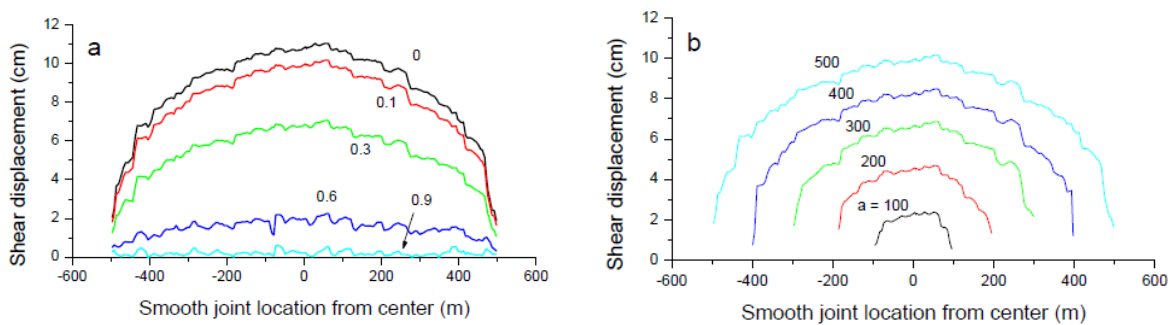 a
Shear displacement (cm)
12
10
8
6
4
2
0
0
0.1
0.3
0.6
0.9
-600 -400 -200 0 200 400 600
Smooth joint location from center (m)
b
Shear displacement (cm)
12
10
8
6
4
2
0
500
400
300
200
a = 100
-600 -400 -200 0 200 400 600
Smooth joint location from center (m)